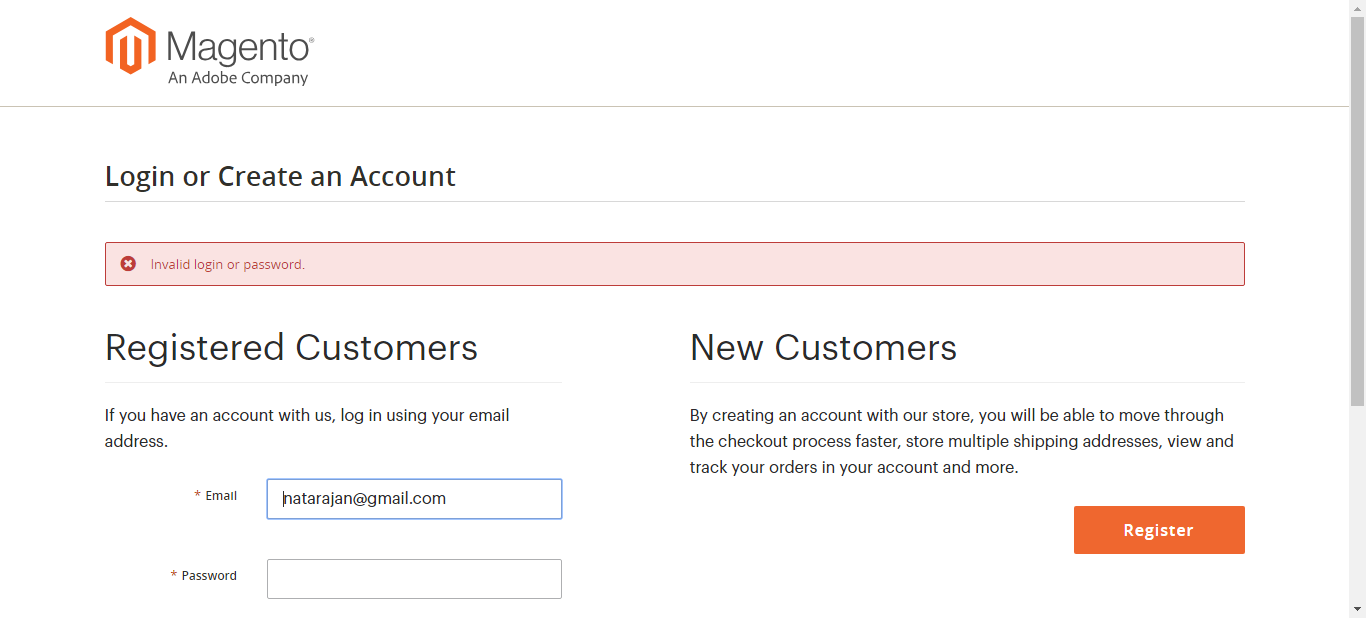 Magento®
An Adobe Company
Login or Create an Account
Invalid login or password.
Registered Customers
If you have an account with us, log in using your email
address.
* Email
natarajan@gmail.com
* Password
New Customers
By creating an account with our store, you will be able to move through
the checkout process faster, store multiple shipping addresses, view and
track your orders in your account and more.
Register